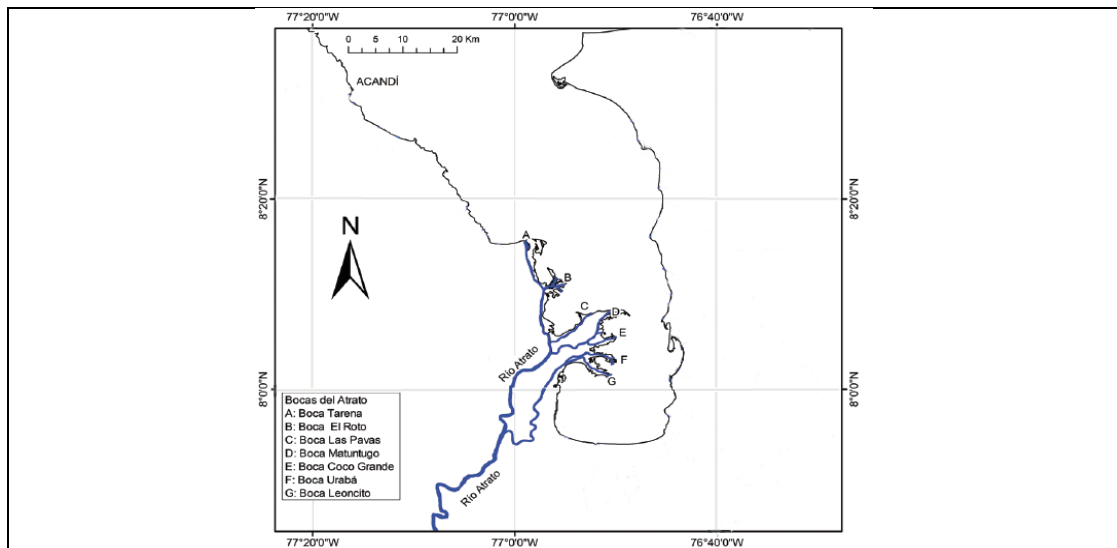 77°20'0"W 77°0'0"W 76°40'0"W
0 5 10 20 Km
ACANDÍ
8°20'0"N 8°20'0"N
N
A
B
C
D
E
F
G
Río Atrato
8°0'0"N 8°0'0"N
Bocas del Atrato
A: Boca Tarena
B: Boca El Roto
C: Boca Las Pavas
D: Boca Matuntugo
E: Boca Coco Grande
F: Boca Urabá
G: Boca Leoncito
Río Atrato
77°20'0"W 77°0'0"W 76°40'0"W